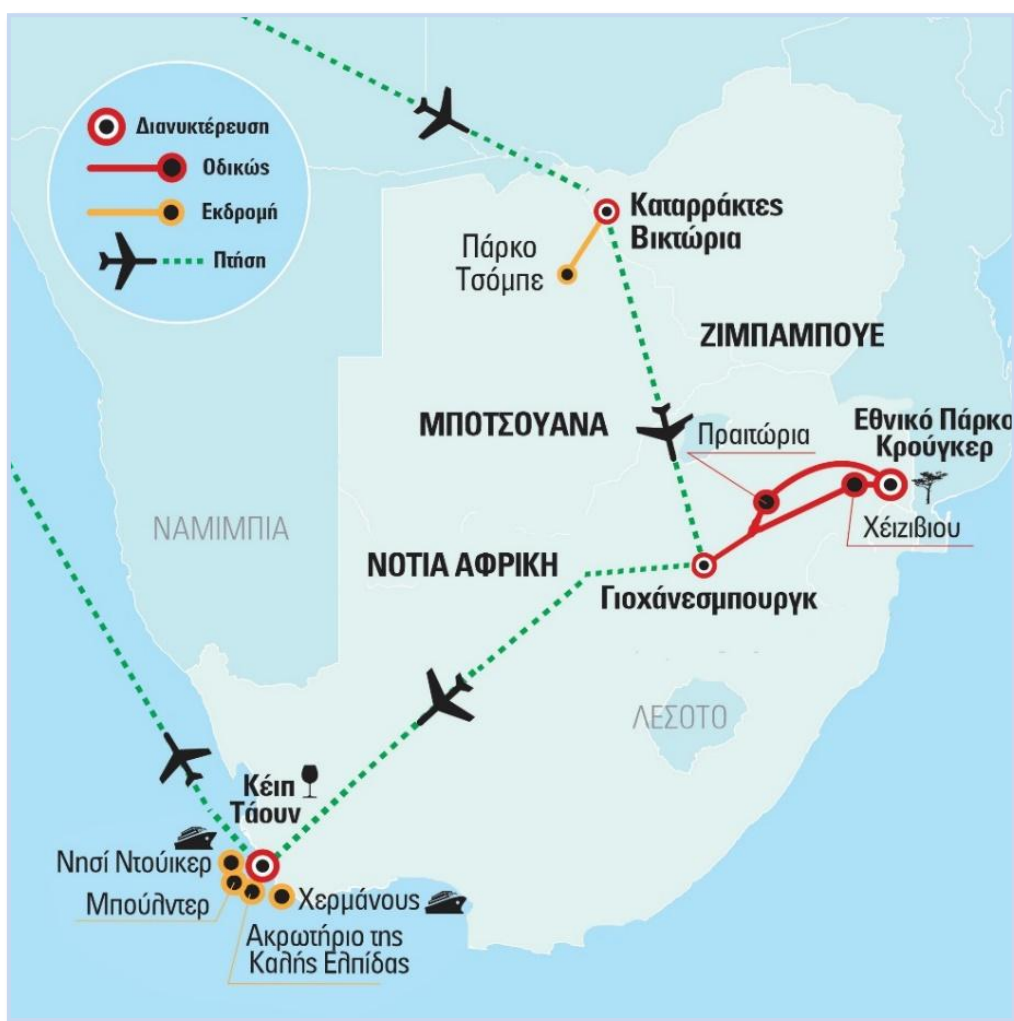 Διανυκτέρευση
Οδικώς
Εκδρομή
Πτήση
Καταρράκτες
Βικτώρια
Πάρκο
Τσόμπε
ΖΙΜΠΑΜΠΟΥΕ
ΜΠΟΤΣΟΥΑΝΑ
Πραιτώρια
Εθνικό Πάρκο
Κρούγκερ
Χέιζιβιου
ΝΑΜΙΜΠΙΑ
ΝΟΤΙΑ ΑΦΡΙΚΗ
Γιοχάνεσμπουργκ
ΛΕΣΟΤΟ
Κέιπ
Τάουν
Νησί Ντούικερ
Μπούλντερ
Χερμάνους
Ακρωτήριο της
Καλής Ελπίδας